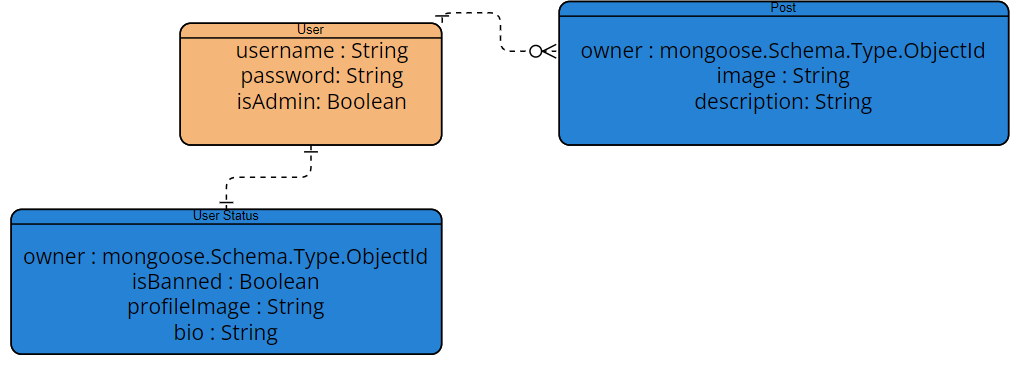 User
username : String
password: String
isAdmin: Boolean
Post
owner : mongoose.Schema.Type.ObjectId
image : String
description: String
User Status
owner : mongoose.Schema.Type.ObjectId
isBanned : Boolean
profileImage : String
bio : String